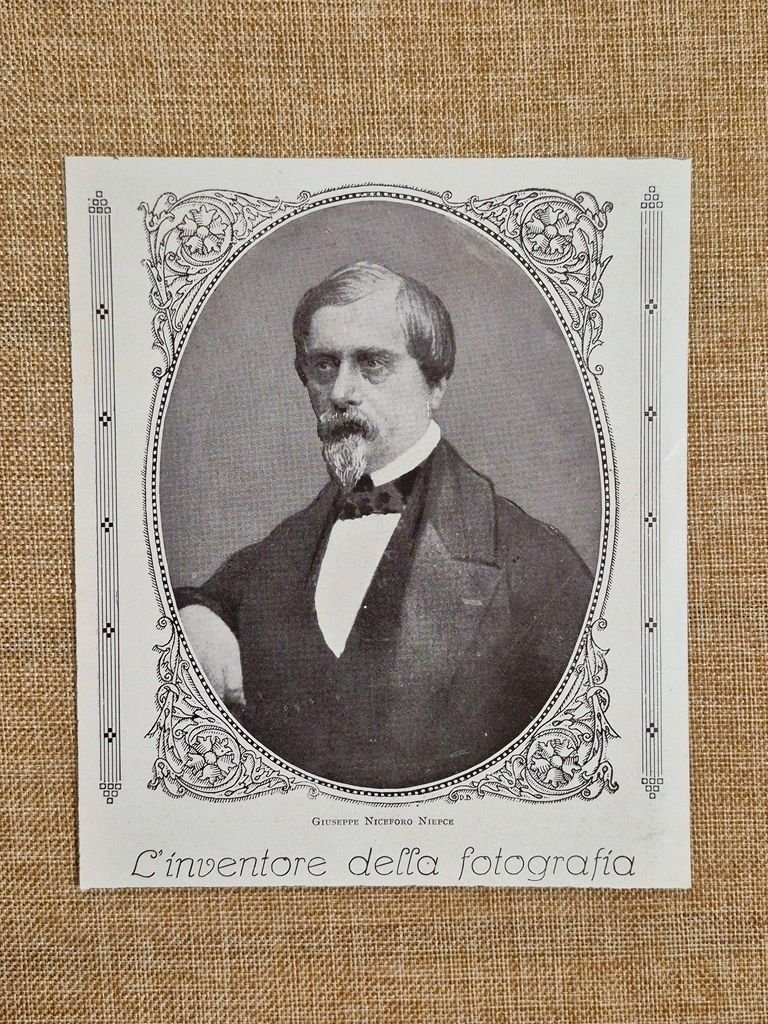 D.B.
GIUSEPPE NICEFORO NIEPCE
L'inventore della fotografia